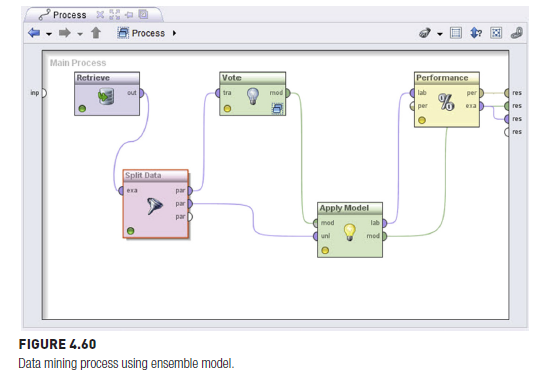 Process
Process
Main Process
inp
Retrieve
out
Vote
tra
mod
Performance
lab
per
per
exa
%
res
res
res
res
Split Data
exa
par
par
par
Apply Model
mod
lab
unl
mod
FIGURE 4.60
Data mining process using ensemble model.